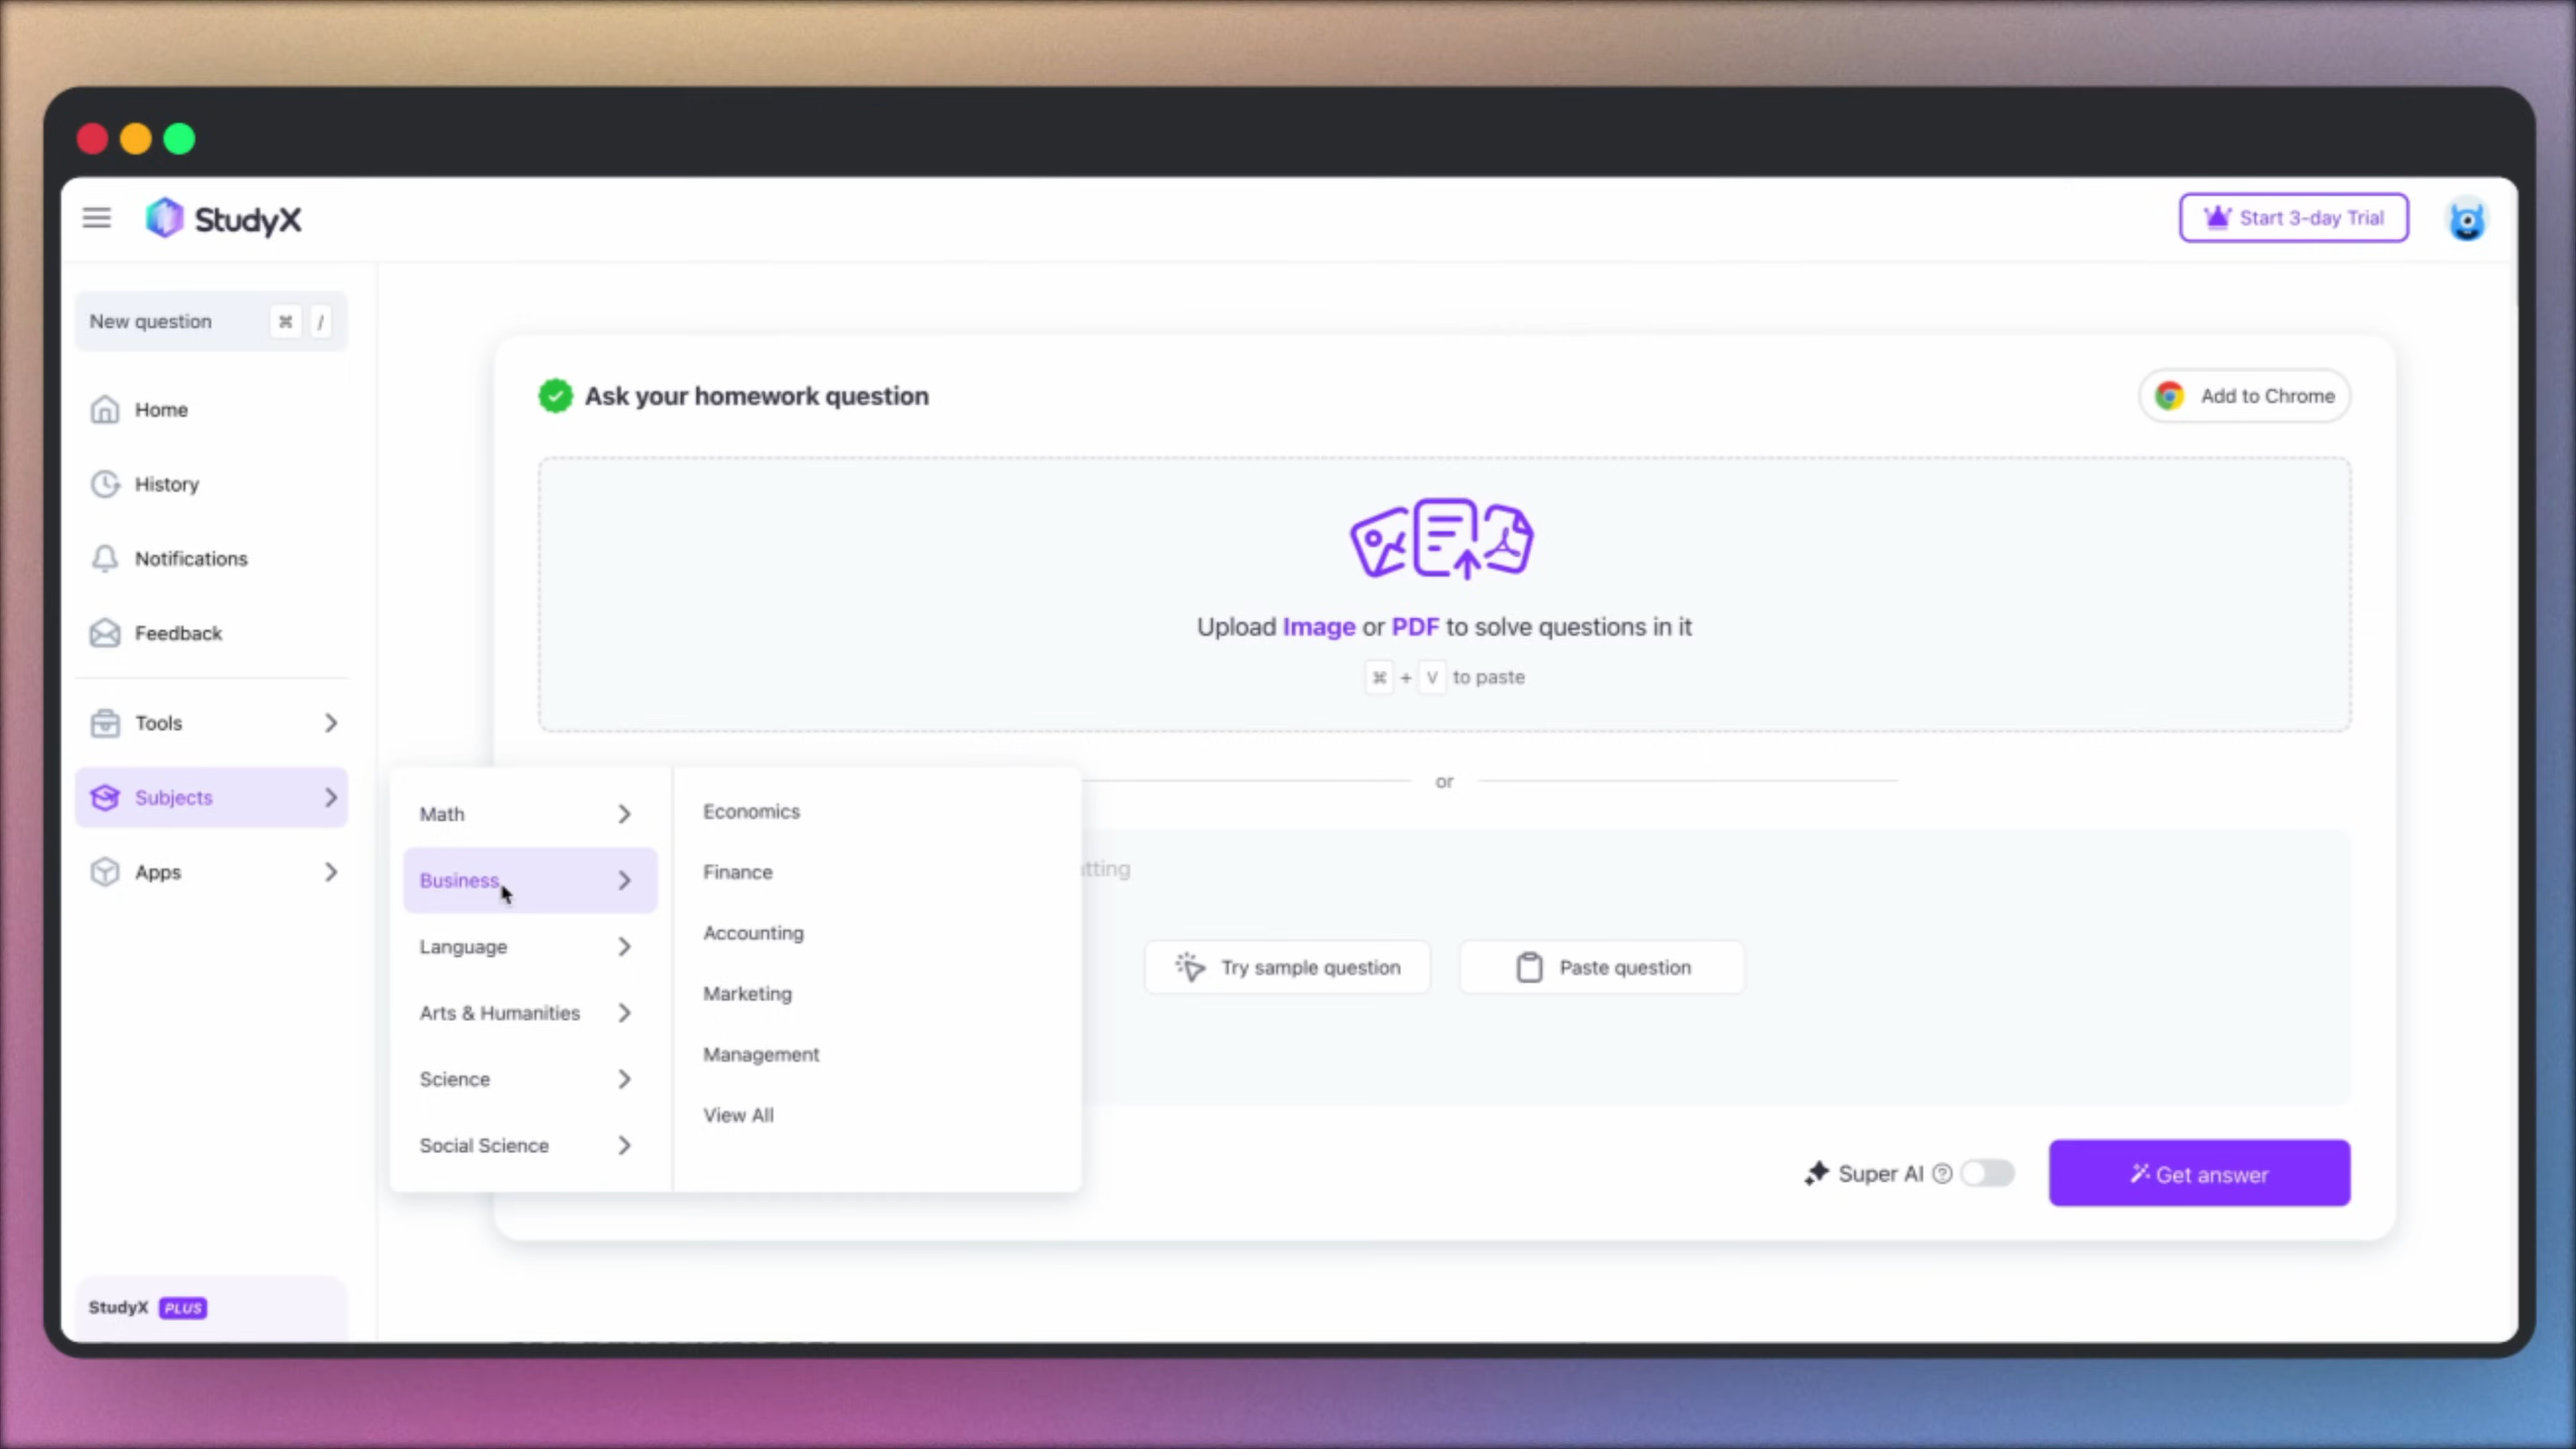 StudyX
Start 3-day Trial
New question ⌘ /
Home
History
Notifications
Feedback
Tools
Subjects
Apps
StudyX PLUS
Ask your homework question
Add to Chrome
Upload Image or PDF to solve questions in it
⌘ + V to paste
or
Math
Business
Language
Arts & Humanities
Science
Social Science
Economics
Finance
Accounting
Marketing
Management
View All
tting
Try sample question
Paste question
Super AI
Get answer